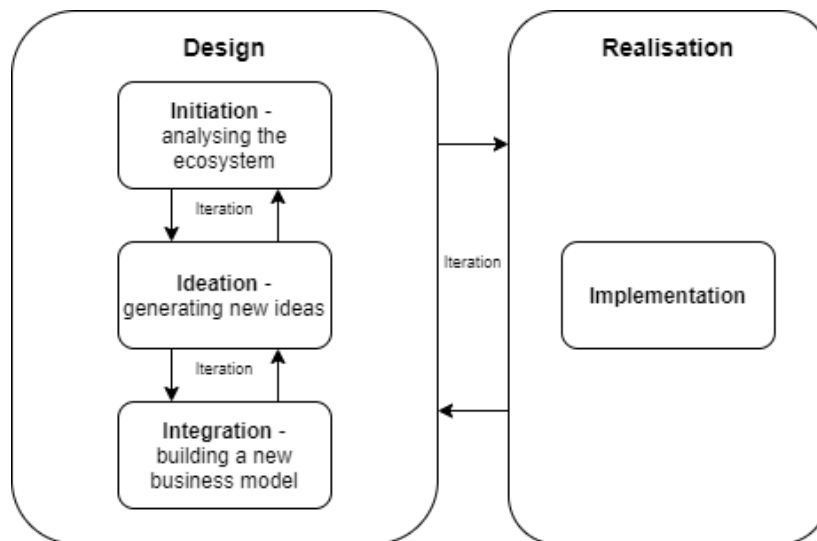 Design
Initiation -
analysing the
ecosystem
Iteration
Ideation -
generating new ideas
Iteration
Integration -
building a new
business model
Iteration
Realisation
Implementation